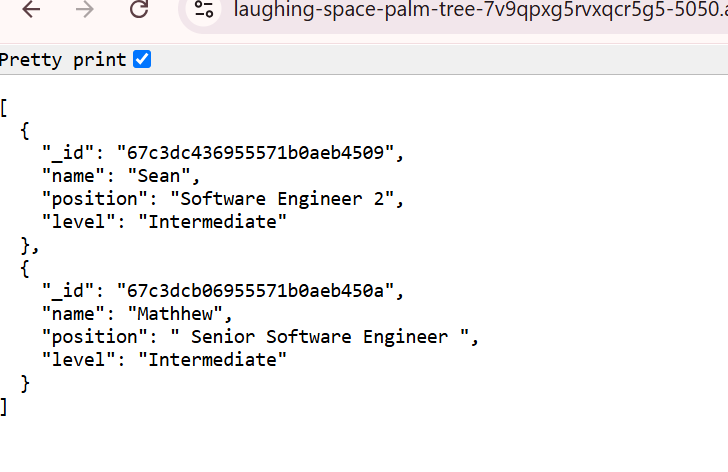 laughing-space-palm-tree-7v9qpxg5rvxqcr5g5-5050.a
Pretty print
[
  {
    "_id": "67c3dc436955571b0aeb4509",
    "name": "Sean",
    "position": "Software Engineer 2",
    "level": "Intermediate"
  },
  {
    "_id": "67c3dcb06955571b0aeb450a",
    "name": "Mathhew",
    "position": " Senior Software Engineer ",
    "level": "Intermediate"
  }
]